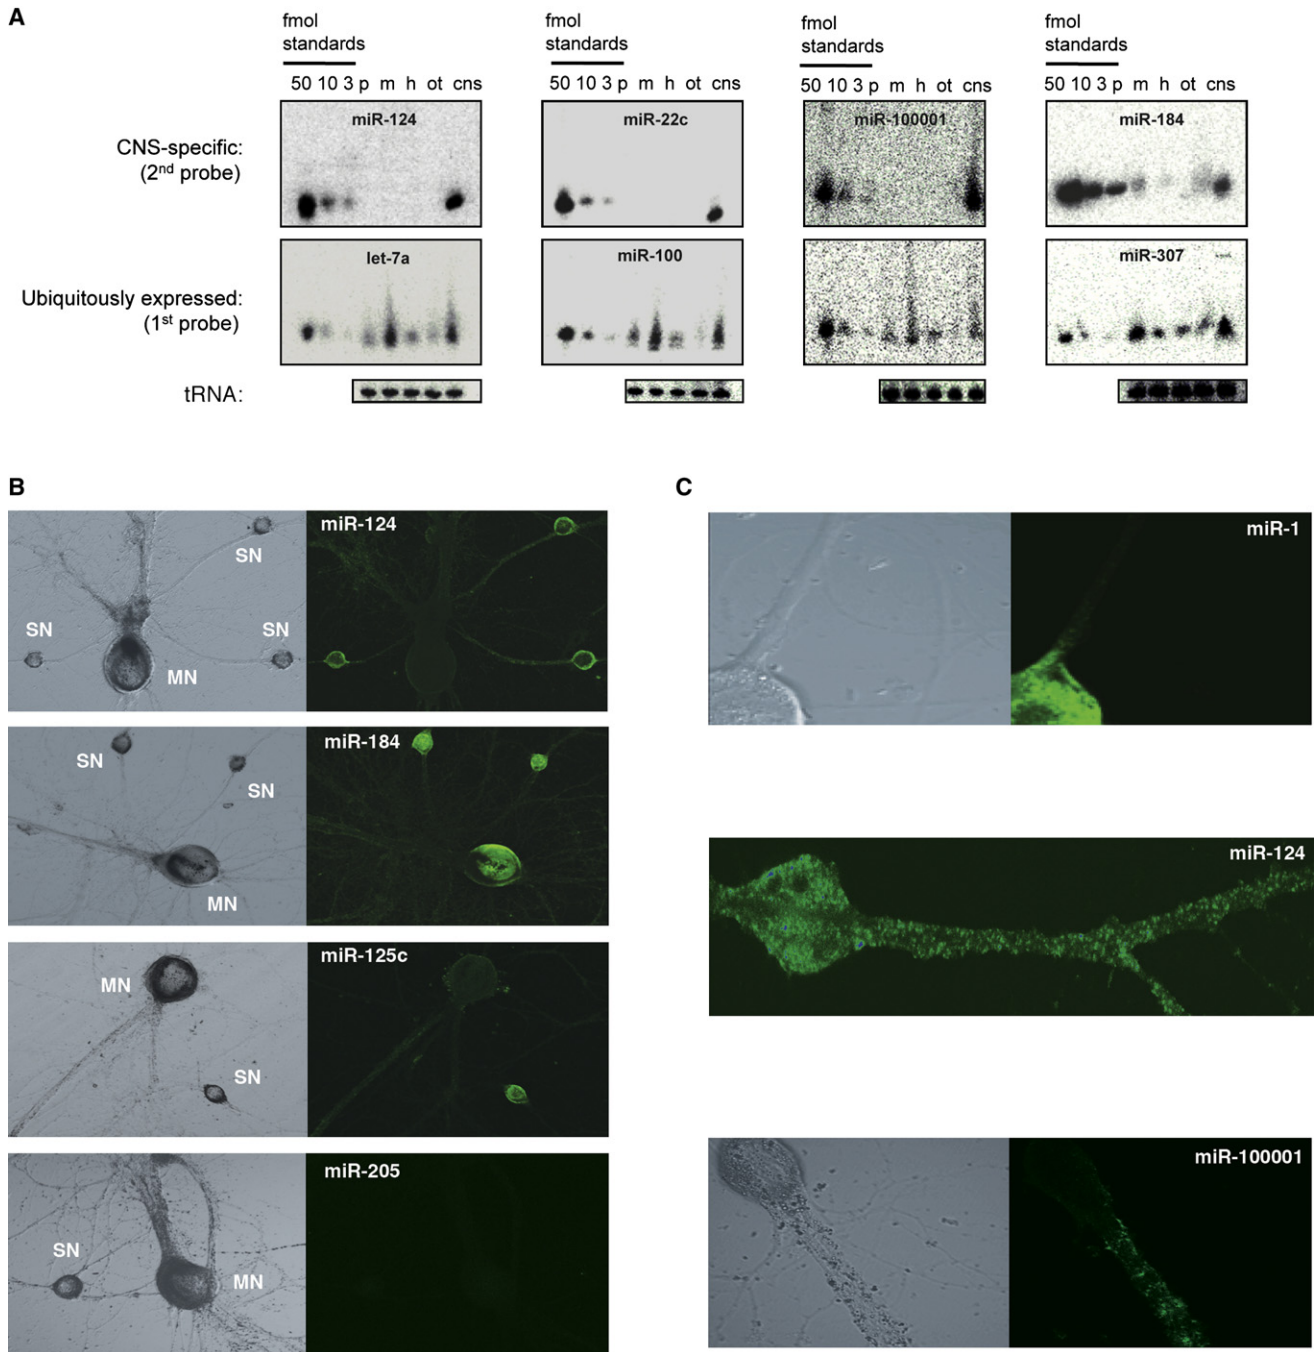 A
fmol
standards
50 10 3 p m h ot cns
fmol
standards
50 10 3 p m h ot cns
fmol
standards
50 10 3 p m h ot cns
fmol
standards
50 10 3 p m h ot cns
CNS-specific:
(2nd probe)
miR-124
miR-22c
miR-100001
miR-184
Ubiquitously expressed:
(1st probe)
let-7a
miR-100
miR-307
tRNA:
B
miR-124
SN
SN
SN
MN
miR-184
SN
SN
MN
miR-125c
MN
SN
miR-205
SN
MN
C
miR-1
miR-124
miR-100001